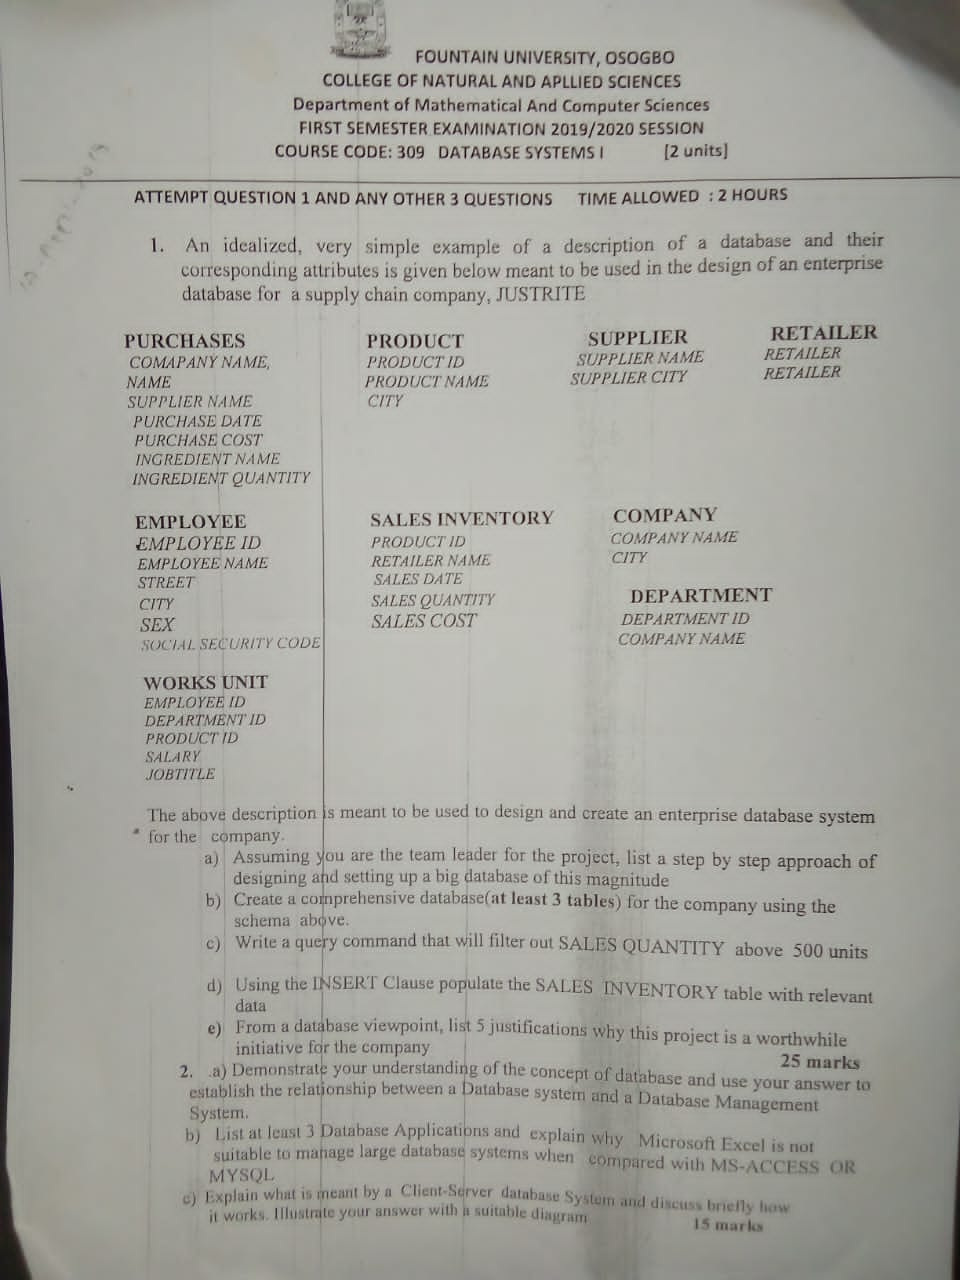 FOUNTAIN UNIVERSITY, OSOGBO
COLLEGE OF NATURAL AND APLLIED SCIENCES
Department of Mathematical And Computer Sciences
FIRST SEMESTER EXAMINATION 2019/2020 SESSION
COURSE CODE: 309 DATABASE SYSTEMS I [2 units]
ATTEMPT QUESTION 1 AND ANY OTHER 3 QUESTIONS TIME ALLOWED : 2 HOURS
1. An idealized, very simple example of a description of a database and their
corresponding attributes is given below meant to be used in the design of an enterprise
database for a supply chain company, JUSTRITE
PURCHASES
COMAPANY NAME,
NAME
SUPPLIER NAME
PURCHASE DATE
PURCHASE COST
INGREDIENT NAME
INGREDIENT QUANTITY
PRODUCT
PRODUCT ID
PRODUCT NAME
CITY
SUPPLIER
SUPPLIER NAME
SUPPLIER CITY
RETAILER
RETAILER
RETAILER
EMPLOYEE
EMPLOYEE ID
EMPLOYEE NAME
STREET
CITY
SEX
SOCIAL SECURITY CODE
SALES INVENTORY
PRODUCT ID
RETAILER NAME
SALES DATE
SALES QUANTITY
SALES COST
COMPANY
COMPANY NAME
CITY
DEPARTMENT
DEPARTMENT ID
COMPANY NAME
WORKS UNIT
EMPLOYEE ID
DEPARTMENT ID
PRODUCT ID
SALARY
JOBTITLE
The above description is meant to be used to design and create an enterprise database system
for the company.
a) Assuming you are the team leader for the project, list a step by step approach of
designing and setting up a big database of this magnitude
b) Create a comprehensive database(at least 3 tables) for the company using the
schema above.
c) Write a query command that will filter out SALES QUANTITY above 500 units
d) Using the INSERT Clause populate the SALES INVENTORY table with relevant
data
e) From a database viewpoint, list 5 justifications why this project is a worthwhile
initiative for the company
25 marks
2. .a) Demonstrate your understanding of the concept of database and use your answer to
establish the relationship between a Database system and a Database Management
System.
b) List at least 3 Database Applications and explain why Microsoft Excel is not
suitable to manage large database systems when compared with MS-ACCESS OR
MYSQL
c) Explain what is meant by a Client-Server database System and discuss briefly how
it works. Illustrate your answer with a suitable diagram
15 marks